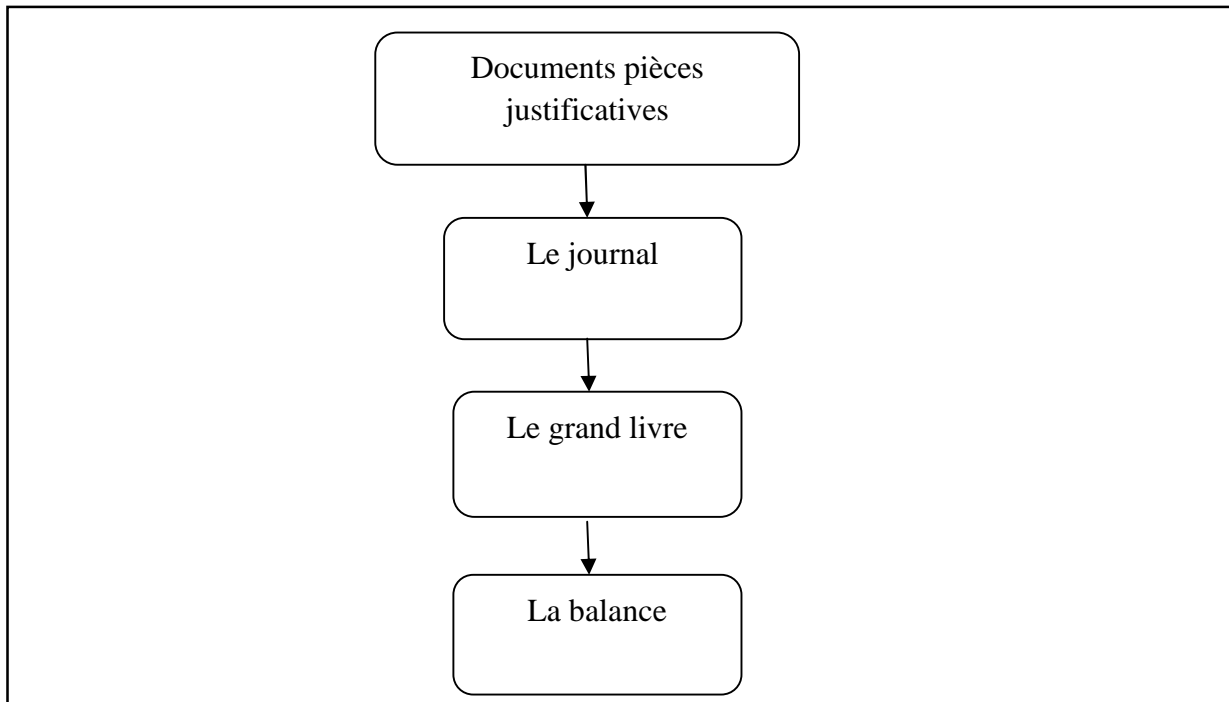 Documents pièces
justificatives
Le journal
Le grand livre
La balance